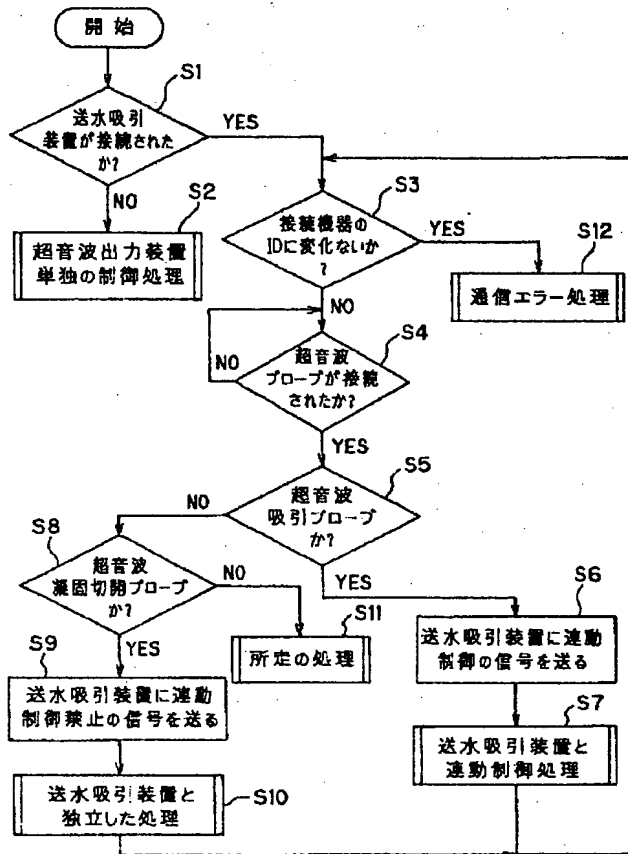 開始
S1
送水吸引
装置が接続された
か?
YES
NO
S2
超音波出力装置
単独の制御処理
S3
接続機器の
IDに変化ないか
?
YES
S12
通信エラー処理
NO
S4
超音波
プローブが接続
されたか?
NO
YES
S5
超音波
吸引プローブ
か?
NO
S8
超音波
凝固切開プローブ
か?
NO
YES
S11
所定の処理
YES
S6
送水吸引装置に連動
制御の信号を送る
S9
送水吸引装置に連動
制御禁止の信号を送る
S7
送水吸引装置と
連動制御処理
送水吸引装置と
独立した処理
S10